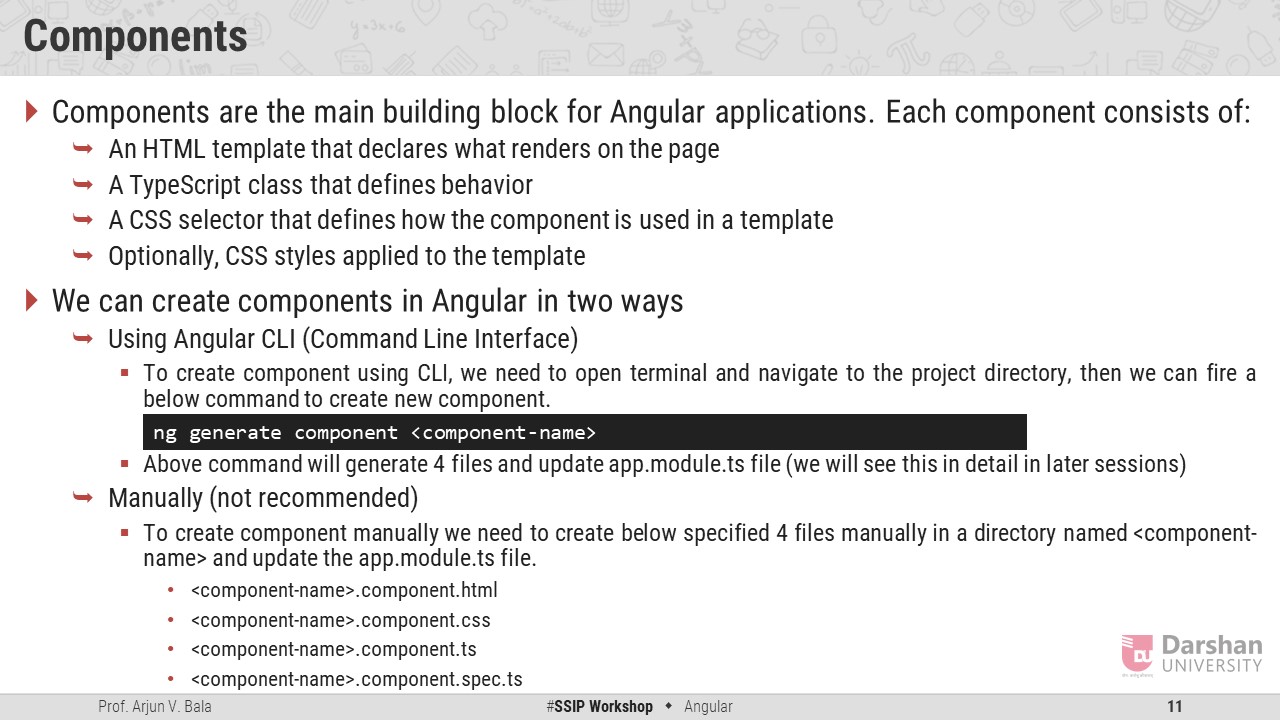 Components
Components are the main building block for Angular applications. Each component consists of:
An HTML template that declares what renders on the page
A TypeScript class that defines behavior
A CSS selector that defines how the component is used in a template
Optionally, CSS styles applied to the template
We can create components in Angular in two ways
Using Angular CLI (Command Line Interface)
To create component using CLI, we need to open terminal and navigate to the project directory, then we can fire a
below command to create new component.
ng generate component <component-name>
Above command will generate 4 files and update app.module.ts file (we will see this in detail in later sessions)
Manually (not recommended)
To create component manually we need to create below specified 4 files manually in a directory named <component-
name> and update the app.module.ts file.
<component-name>.component.html
<component-name>.component.css
<component-name>.component.ts
<component-name>.component.spec.ts
DU
Darshan
UNIVERSITY
Prof. Arjun V. Bala #SSIP Workshop ◆ Angular 11